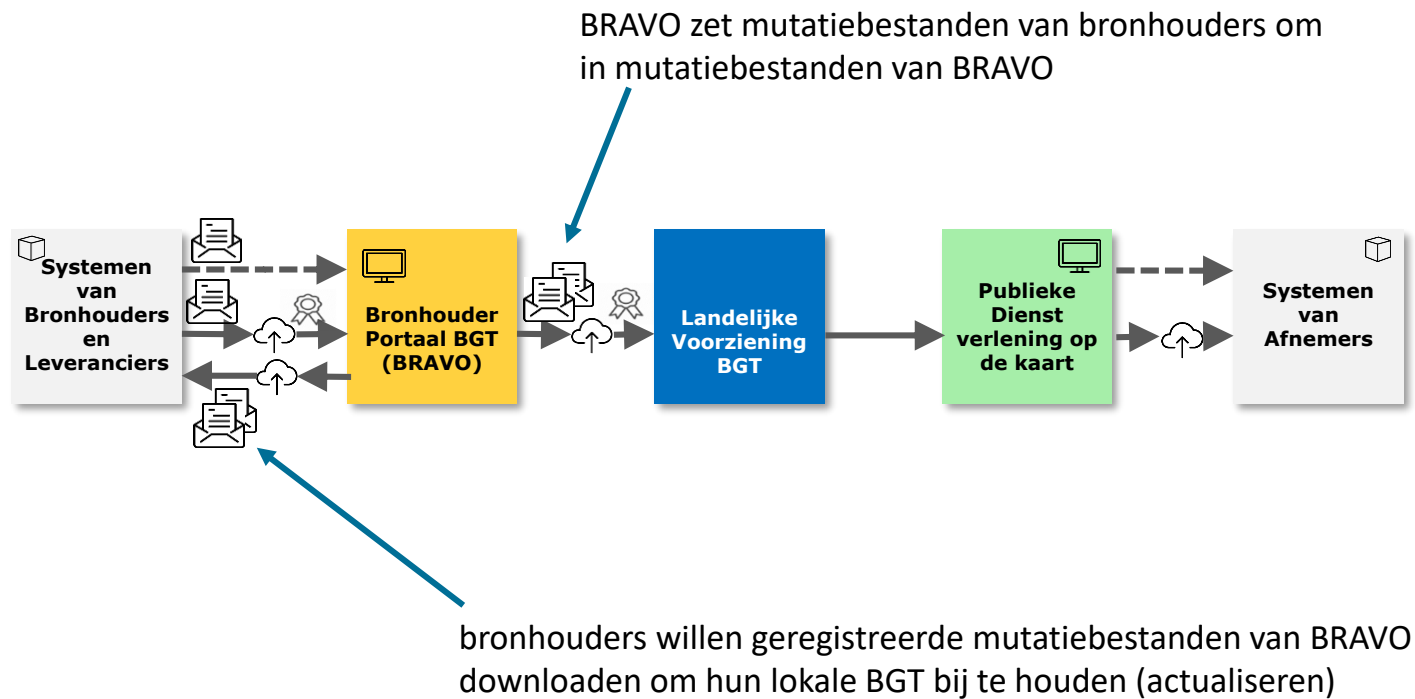 BRAVO zet mutatiebestanden van bronhouders om
in mutatiebestanden van BRAVO
Systemen
van
Bronhouders
en
Leveranciers
Bronhouder
Portaal BGT
(BRAVO)
Landelijke
Voorziening
BGT
Publieke
Dienst
verlening op
de kaart
Systemen
van
Afnemers
bronhouders willen geregistreerde mutatiebestanden van BRAVO
downloaden om hun lokale BGT bij te houden (actualiseren)